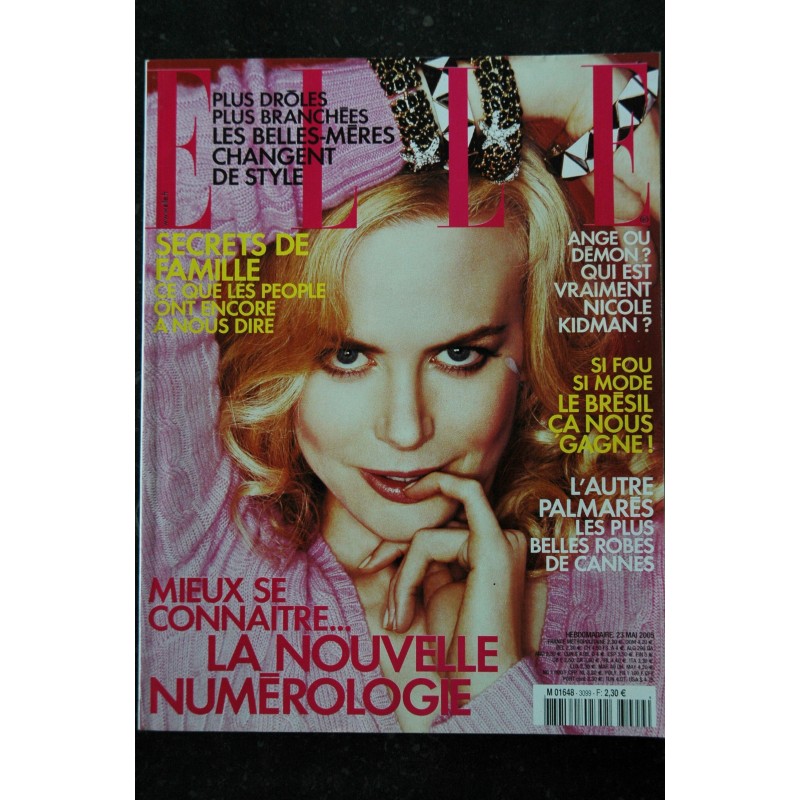 ELLE
PLUS DRÔLES
PLUS BRANCHÉES
LES BELLES-MÈRES
CHANGENT
DE STYLE
SECRETS DE
FAMILLE
CE QUE LES PEOPLE
ONT ENCORE
À NOUS DIRE
ANGE OU
DÉMON ?
QUI EST
VRAIMENT
NICOLE
KIDMAN ?
SI FOU
SI MODE
LE BRÉSIL
ÇA NOUS
GAGNE !
L'AUTRE
PALMARÈS
LES PLUS
BELLES ROBES
DE CANNES
MIEUX SE
CONNAÎTRE...
LA NOUVELLE
NUMÉROLOGIE
HEBDOMADAIRE, 23 MAI 2005
M 01648 - 3099 - F: 2,30 €